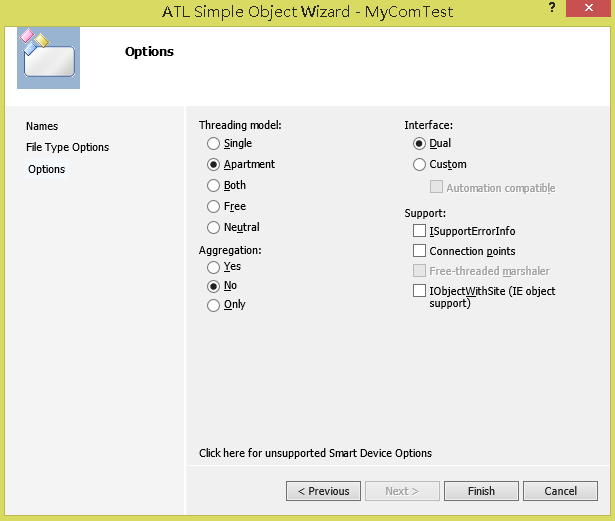 ATL Simple Object Wizard - MyComTest
?
Options
Names
File Type Options
Options
Threading model:
Single
Apartment
Both
Free
Neutral
Aggregation:
Yes
No
Only
Interface:
Dual
Custom
Automation compatible
Support:
ISupportErrorInfo
Connection points
Free-threaded marshaler
IObjectWithSite (IE object
support)
Click here for unsupported Smart Device Options
< Previous
Next >
Finish
Cancel